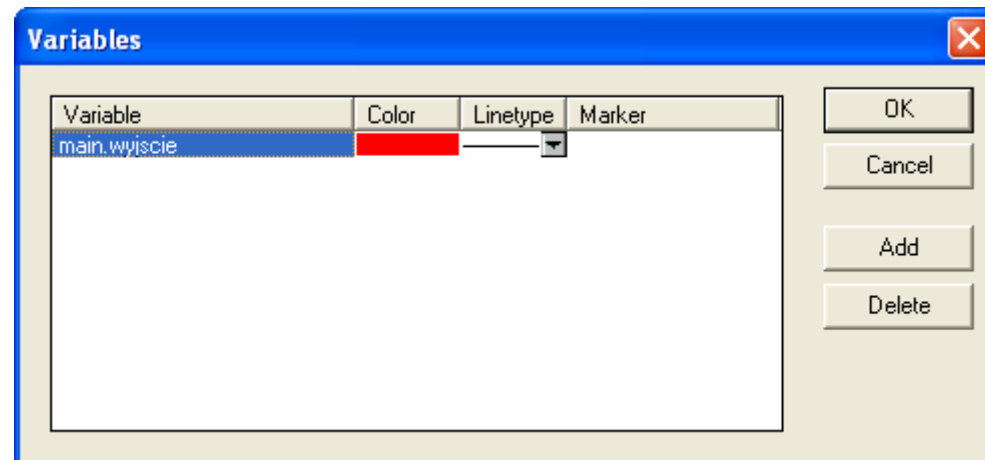 Variables
Variable Color Linetype Marker
main.wyjscie
OK
Cancel
Add
Delete